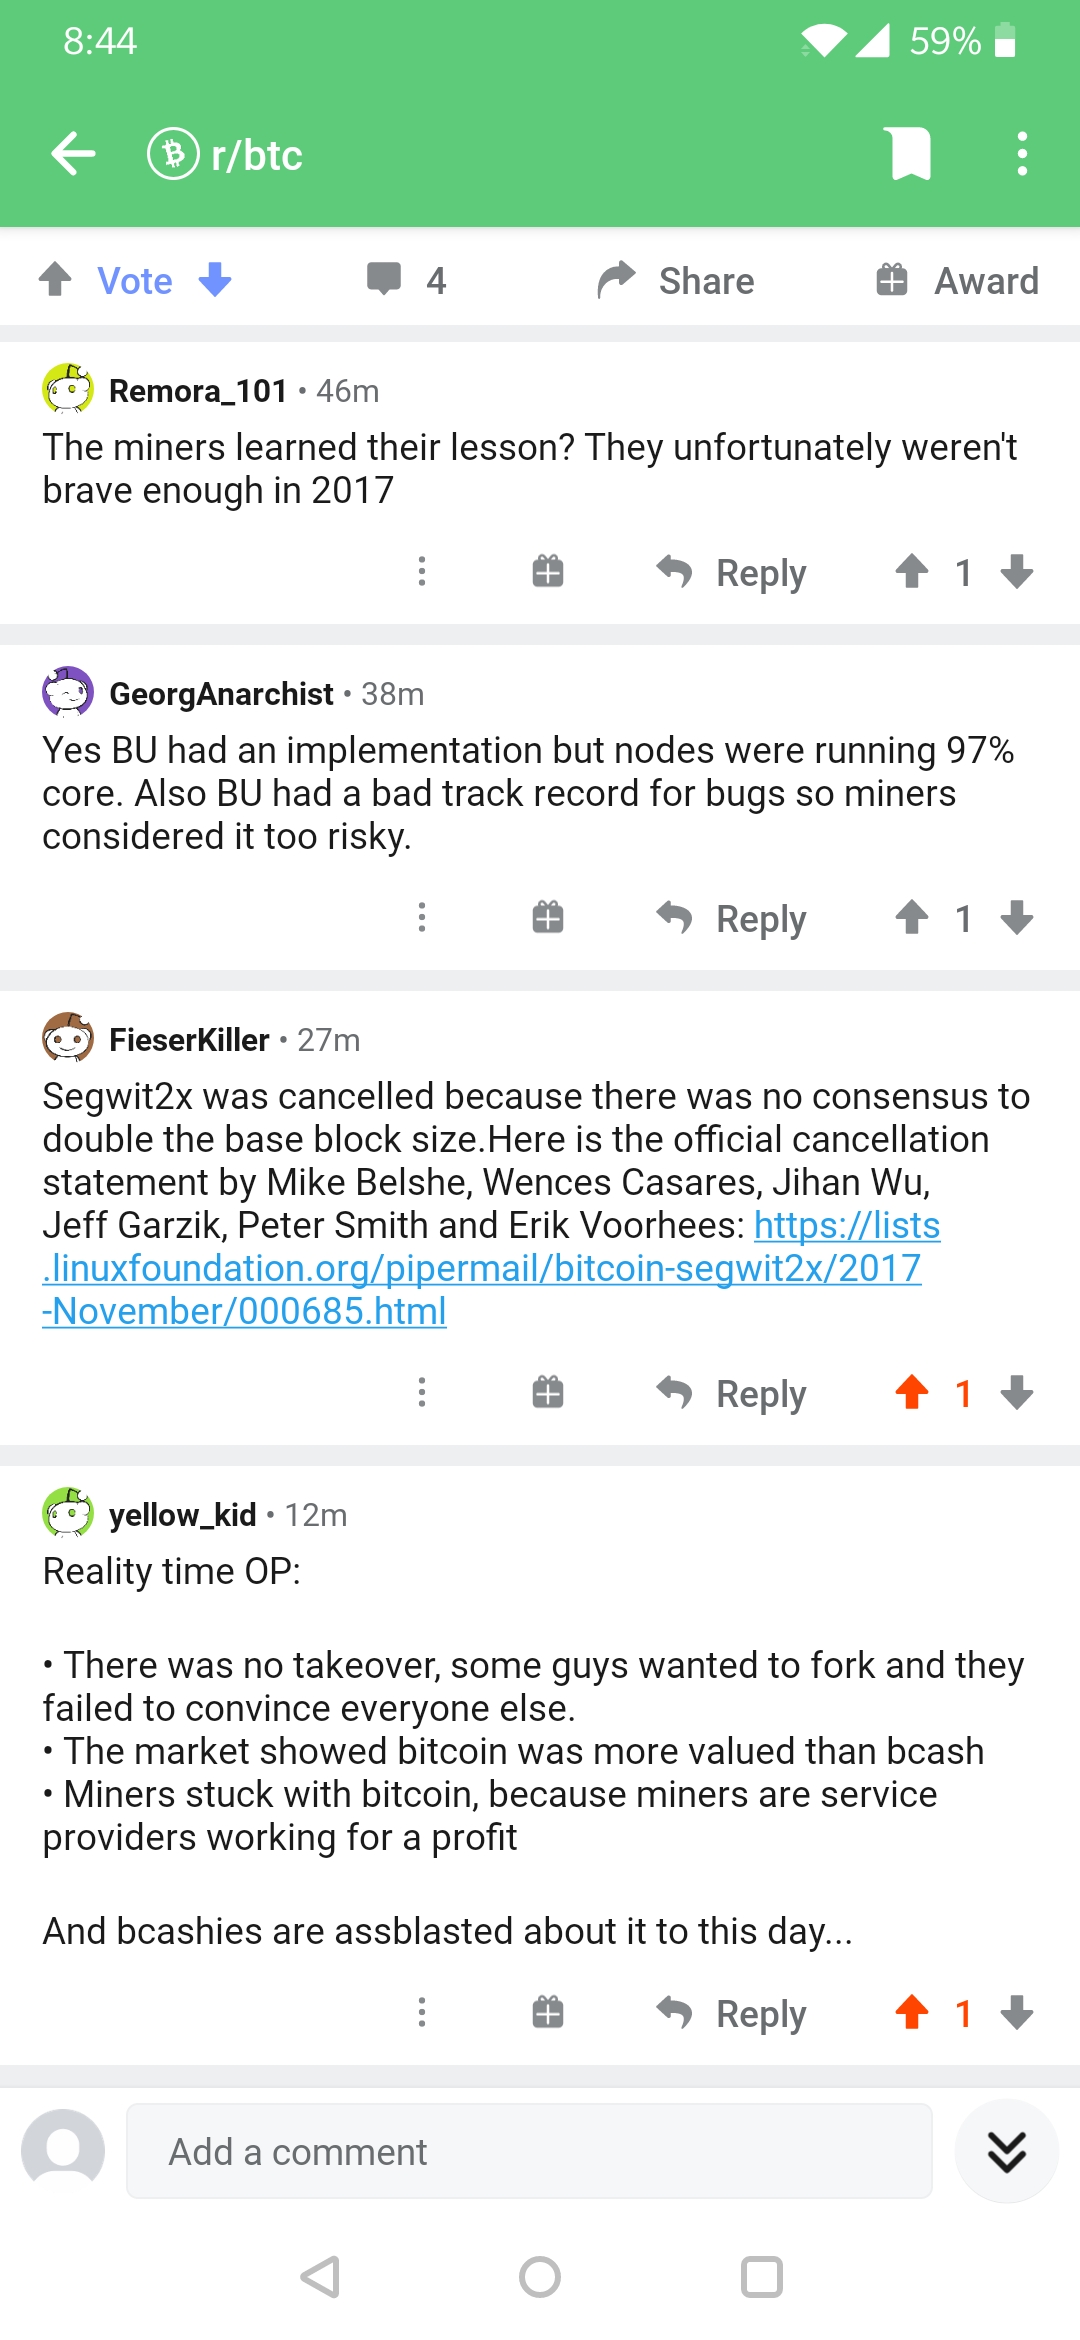 8:44
59%
r/btc
Vote
4
Share
Award
Remora_101 • 46m
The miners learned their lesson? They unfortunately weren't
brave enough in 2017
Reply
1
GeorgAnarchist • 38m
Yes BU had an implementation but nodes were running 97%
core. Also BU had a bad track record for bugs so miners
considered it too risky.
Reply
1
FieserKiller • 27m
Segwit2x was cancelled because there was no consensus to
double the base block size.Here is the official cancellation
statement by Mike Belshe, Wences Casares, Jihan Wu,
Jeff Garzik, Peter Smith and Erik Voorhees: https://lists
.linuxfoundation.org/pipermail/bitcoin-segwit2x/2017
-November/000685.html
Reply
1
yellow_kid • 12m
Reality time OP:
• There was no takeover, some guys wanted to fork and they
failed to convince everyone else.
• The market showed bitcoin was more valued than bcash
• Miners stuck with bitcoin, because miners are service
providers working for a profit
And bcashies are assblasted about it to this day...
Reply
1
Add a comment